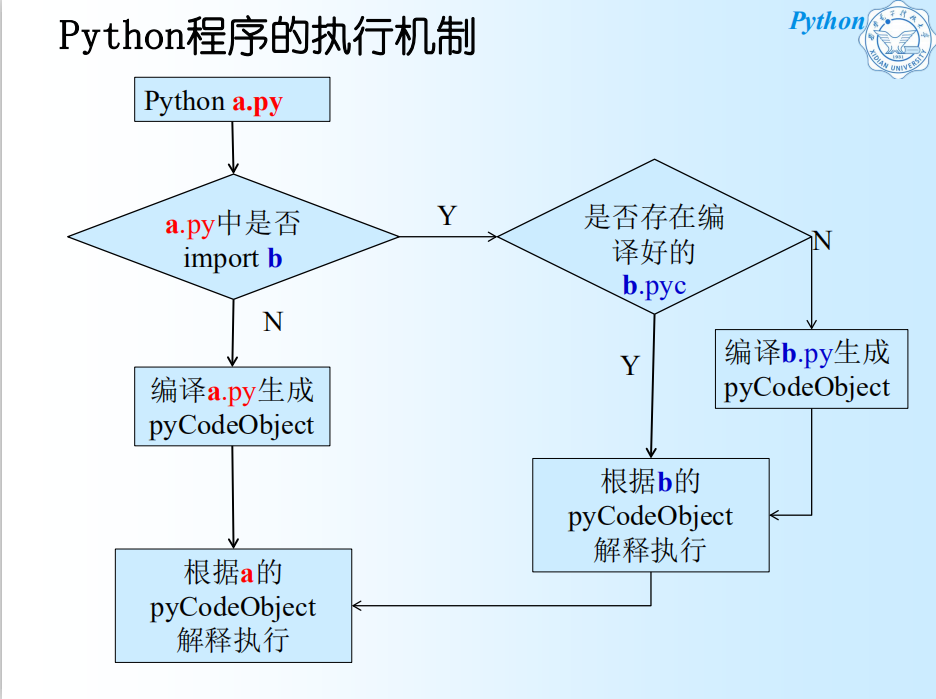 Python程序的执行机制
Python
XIDIAN UNIVERSITY
Python a.py
a.py中是否
import b
Y
是否存在编
译好的
b.pyc
N
N
编译a.py生成
pyCodeObject
Y
编译b.py生成
pyCodeObject
根据b的
pyCodeObject
解释执行
根据a的
pyCodeObject
解释执行